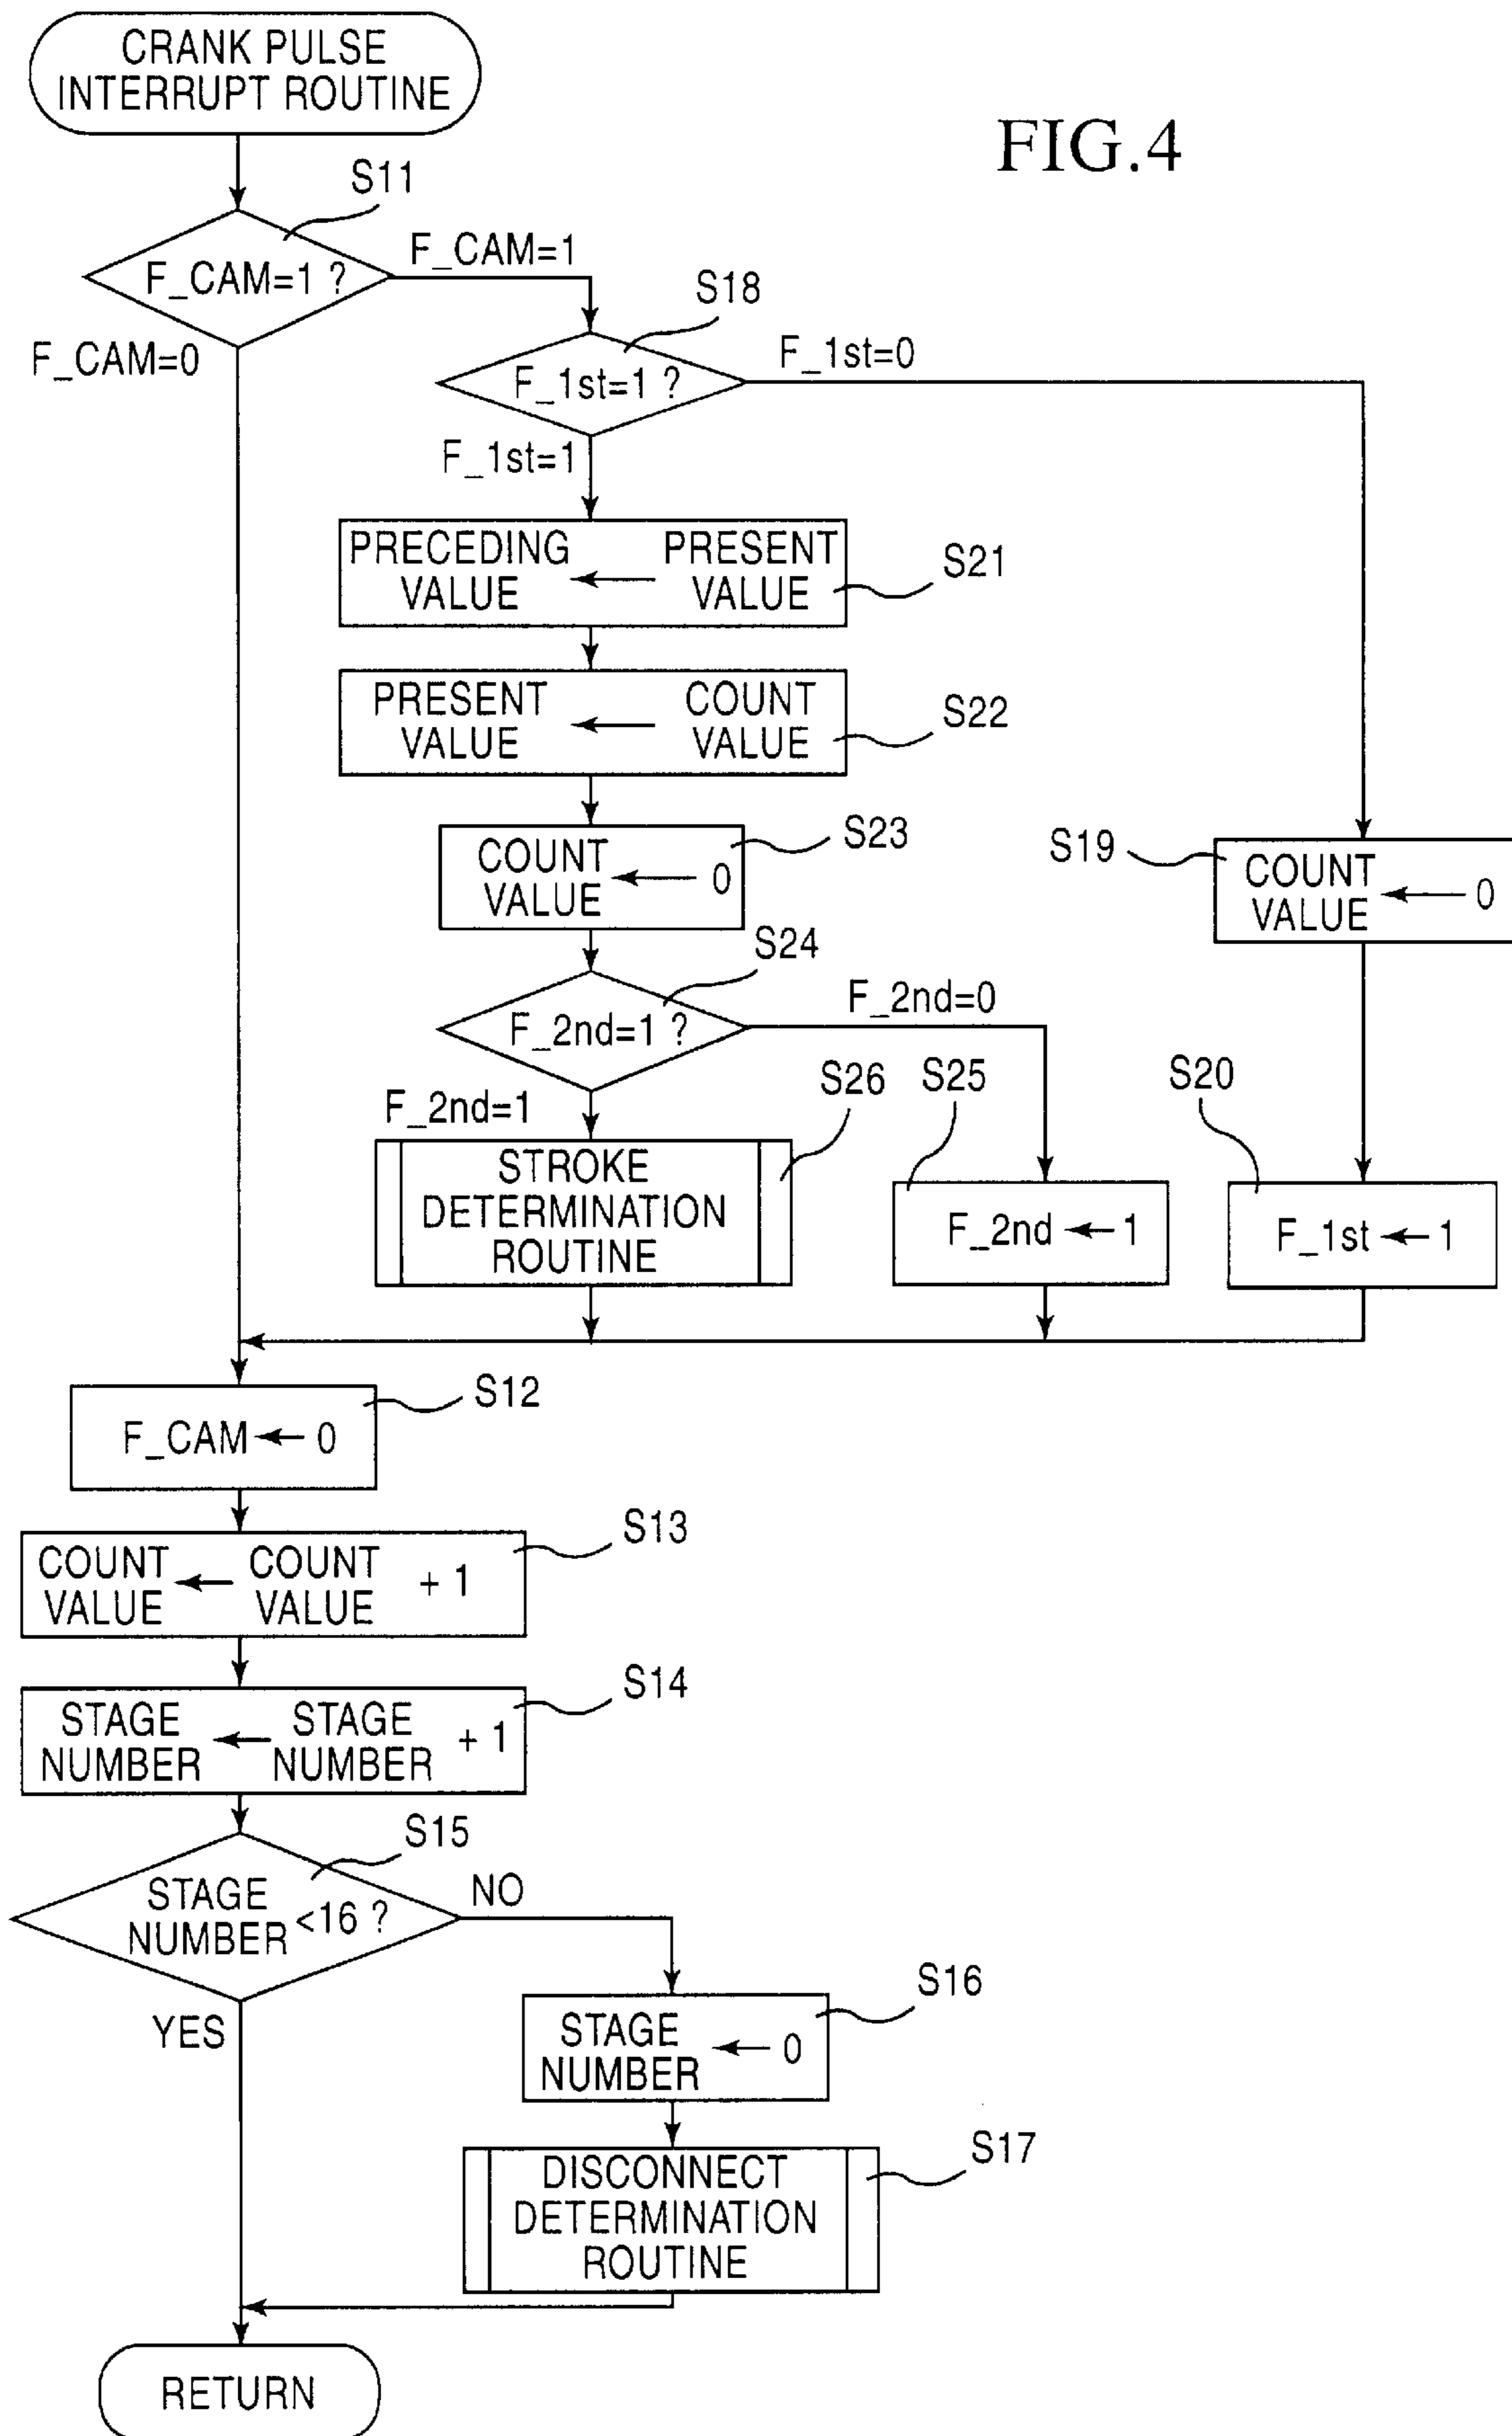 CRANK PULSE
INTERRUPT ROUTINE
FIG.4
S11
F_CAM=1 ?
F_CAM=1
F_CAM=0
S18
F_1st=1 ?
F_1st=0
F_1st=1
PRECEDING VALUE ← PRESENT VALUE
S21
PRESENT VALUE ← COUNT VALUE
S22
COUNT VALUE ← 0
S23
S19
COUNT VALUE ← 0
S24
F_2nd=1 ?
F_2nd=0
F_2nd=1
S26
STROKE
DETERMINATION
ROUTINE
S25
F_2nd ← 1
S20
F_1st ← 1
S12
F_CAM ← 0
S13
COUNT VALUE ← COUNT VALUE + 1
S14
STAGE NUMBER ← STAGE NUMBER + 1
S15
STAGE NUMBER <16 ?
NO
YES
S16
STAGE NUMBER ← 0
S17
DISCONNECT
DETERMINATION
ROUTINE
RETURN